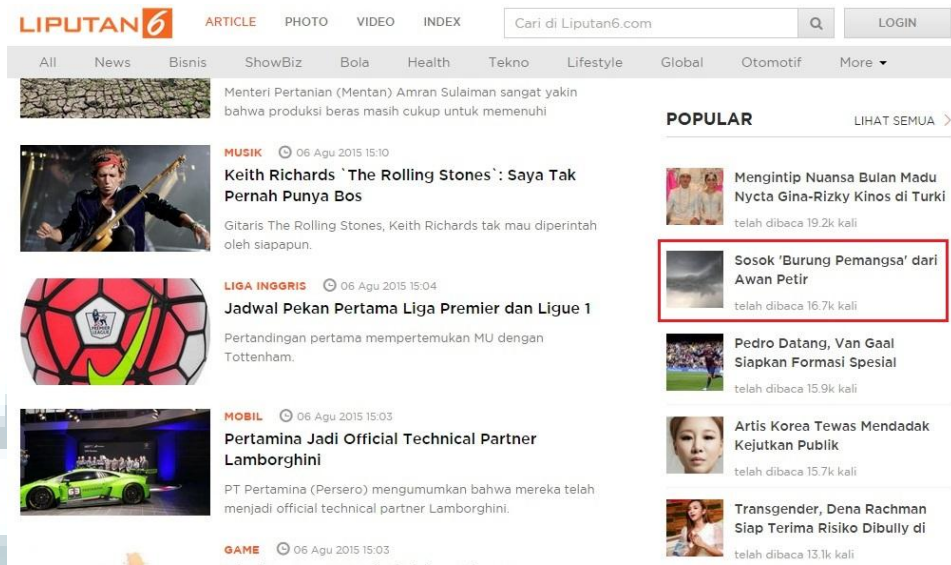 LIPUTAN 6
ARTICLE PHOTO VIDEO INDEX
Cari di Liputan6.com
LOGIN
All News Bisnis ShowBiz Bola Health Tekno Lifestyle Global Otomotif More
Menteri Pertanian (Mentan) Amran Sulaiman sangat yakin
bahwa produksi beras masih cukup untuk memenuhi
MUSIK 06 Agu 2015 15:10
Keith Richards `The Rolling Stones`: Saya Tak
Pernah Punya Bos
Gitaris The Rolling Stones, Keith Richards tak mau diperintah
oleh siapapun.
LIGA INGGRIS 06 Agu 2015 15:04
Jadwal Pekan Pertama Liga Premier dan Ligue 1
Pertandingan pertama mempertemukan MU dengan
Tottenham.
MOBIL 06 Agu 2015 15:03
Pertamina Jadi Official Technical Partner
Lamborghini
PT Pertamina (Persero) mengumumkan bahwa mereka telah
menjadi official technical partner Lamborghini.
GAME 06 Agu 2015 15:03
POPULAR
LIHAT SEMUA
Mengintip Nuansa Bulan Madu
Nycta Gina-Rizky Kinos di Turki
telah dibaca 19.2k kali
Sosok 'Burung Pemangsa' dari
Awan Petir
telah dibaca 16.7k kali
Pedro Datang, Van Gaal
Siapkan Formasi Spesial
telah dibaca 15.9k kali
Artis Korea Tewas Mendadak
Kejutkan Publik
telah dibaca 15.7k kali
Transgender, Dena Rachman
Siap Terima Risiko Dibully di
telah dibaca 13.1k kali